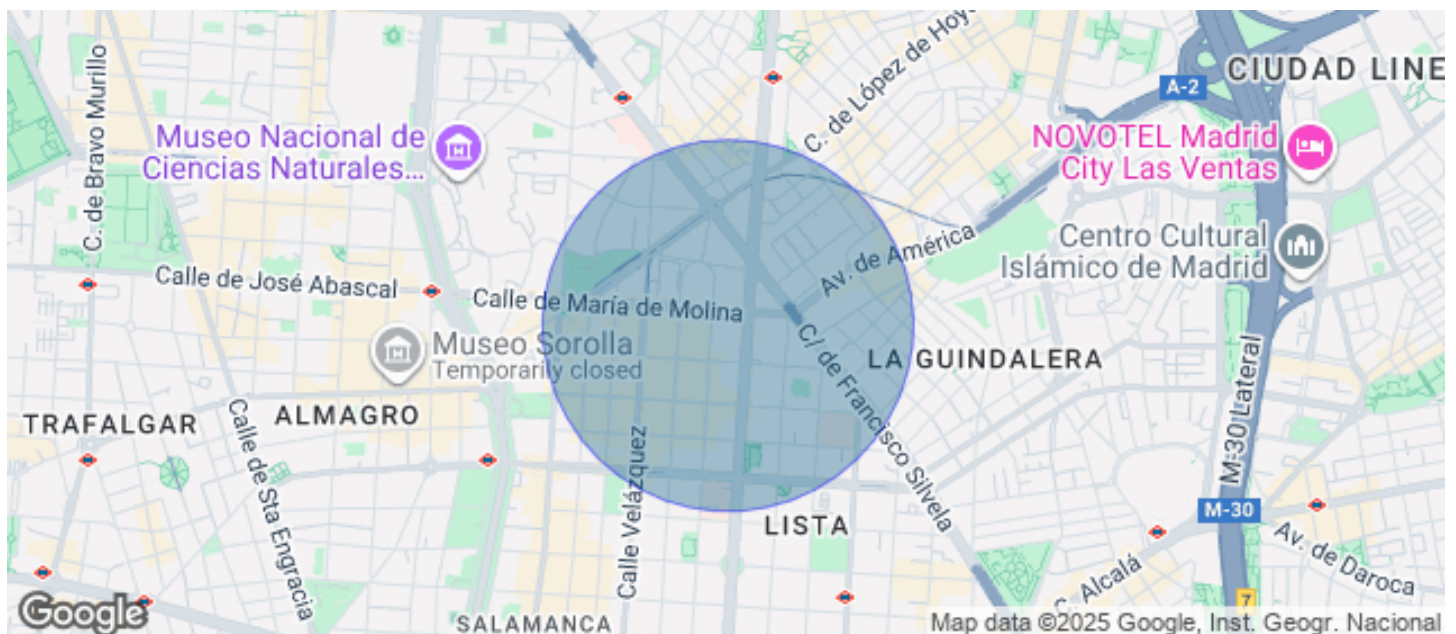 C. de Bravo Murillo
Museo Nacional de
Ciencias Naturales...
C. de López de Hoyo
A-2
CIUDAD LINE
NOVOTEL Madrid
City Las Ventas
Centro Cultural
Islámico de Madrid
Av. de América
Calle de José Abascal
Calle de María de Molina
Museo Sorolla
Temporarily closed
C/ de Francisco Silvela
LA GUINDALERA
M-30 Lateral
TRAFALGAR
ALMAGRO
Calle de Sta Engracia
Calle Velázquez
LISTA
M-30
Av. de Daroca
C. Alcalá
7
SALAMANCA
Google
Map data ©2025 Google, Inst. Geogr. Nacional